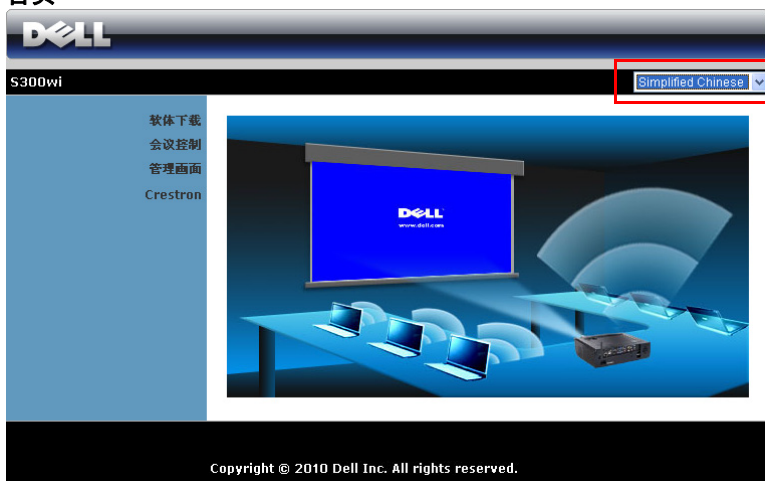 DELL
S300wi
Simplified Chinese
软体下载
会议控制
管理画面
Crestron
DELL
www.dell.com
Copyright © 2010 Dell Inc. All rights reserved.